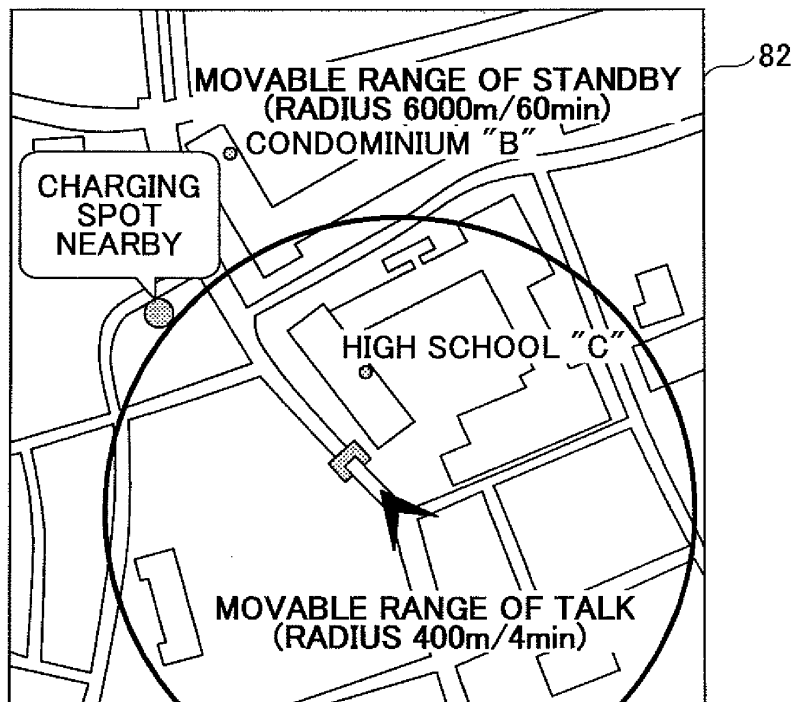 82
MOVABLE RANGE OF STANDBY
(RADIUS 6000m/60min)
CONDOMINIUM "B"
CHARGING
SPOT
NEARBY
HIGH SCHOOL "C"
MOVABLE RANGE OF TALK
(RADIUS 400m/4min)